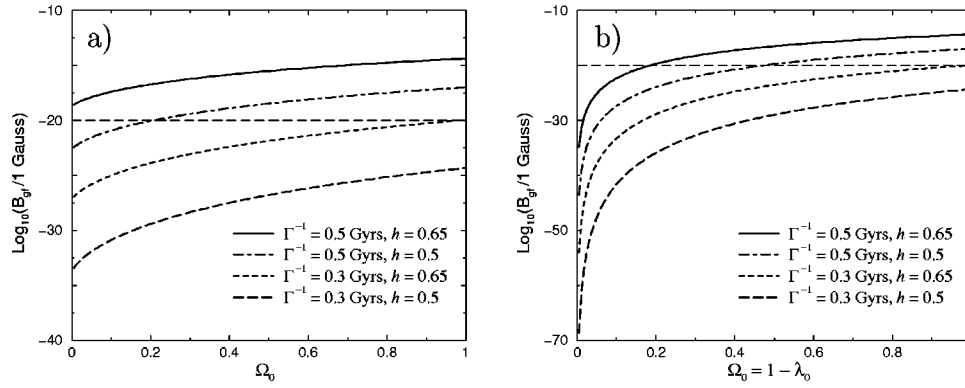 a)
Log₁₀(B_gf/1 Gauss)
-10
-20
-30
-40
Γ⁻¹ = 0.5 Gyrs, h = 0.65
Γ⁻¹ = 0.5 Gyrs, h = 0.5
Γ⁻¹ = 0.3 Gyrs, h = 0.65
Γ⁻¹ = 0.3 Gyrs, h = 0.5
0 0.2 0.4 0.6 0.8 1
Ω₀
b)
Log₁₀(B_gf/1 Gauss)
-10
-30
-50
-70
Γ⁻¹ = 0.5 Gyrs, h = 0.65
Γ⁻¹ = 0.5 Gyrs, h = 0.5
Γ⁻¹ = 0.3 Gyrs, h = 0.65
Γ⁻¹ = 0.3 Gyrs, h = 0.5
0 0.2 0.4 0.6 0.8
Ω₀ = 1 − λ₀